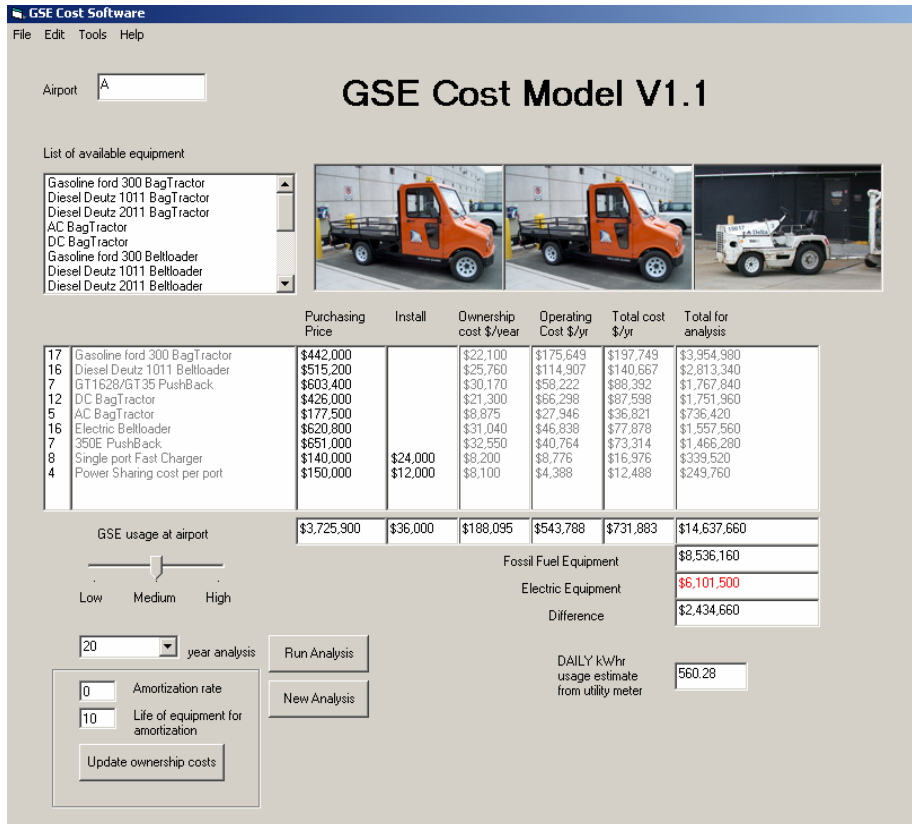 GSE Cost Software
File Edit Tools Help
Airport A
GSE Cost Model V1.1
List of available equipment
Gasoline ford 300 BagTractor
Diesel Deutz 1011 BagTractor
Diesel Deutz 2011 BagTractor
AC BagTractor
DC BagTractor
Gasoline ford 300 Beltloader
Diesel Deutz 1011 Beltloader
Diesel Deutz 2011 Beltloader
Delta
Purchasing Install Ownership Operating Total cost Total for
Price cost $/year Cost $/yr $/yr analysis
17 Gasoline ford 300 BagTractor $442,000 $22,100 $175,649 $197,749 $3,954,980
16 Diesel Deutz 1011 Beltloader $515,200 $25,760 $114,907 $140,667 $2,813,340
7 GT1628/GT35 PushBack $603,400 $30,170 $58,222 $88,392 $1,767,840
12 DC BagTractor $426,000 $21,300 $66,298 $87,598 $1,751,960
5 AC BagTractor $177,500 $8,875 $27,946 $36,821 $736,420
16 Electric Beltloader $620,800 $31,040 $46,838 $77,878 $1,557,560
7 350E PushBack $651,000 $32,550 $40,764 $73,314 $1,466,280
8 Single port Fast Charger $140,000 $24,000 $8,200 $8,776 $16,976 $339,520
4 Power Sharing cost per port $150,000 $12,000 $8,100 $4,388 $12,488 $249,760
$3,725,900 $36,000 $188,095 $543,788 $731,883 $14,637,660
GSE usage at airport
Low Medium High
Fossil Fuel Equipment $8,536,160
Electric Equipment $6,101,500
Difference $2,434,660
20 year analysis
Run Analysis
New Analysis
DAILY kWhr
usage estimate
from utility meter
560.28
0 Amortization rate
10 Life of equipment for
amortization
Update ownership costs